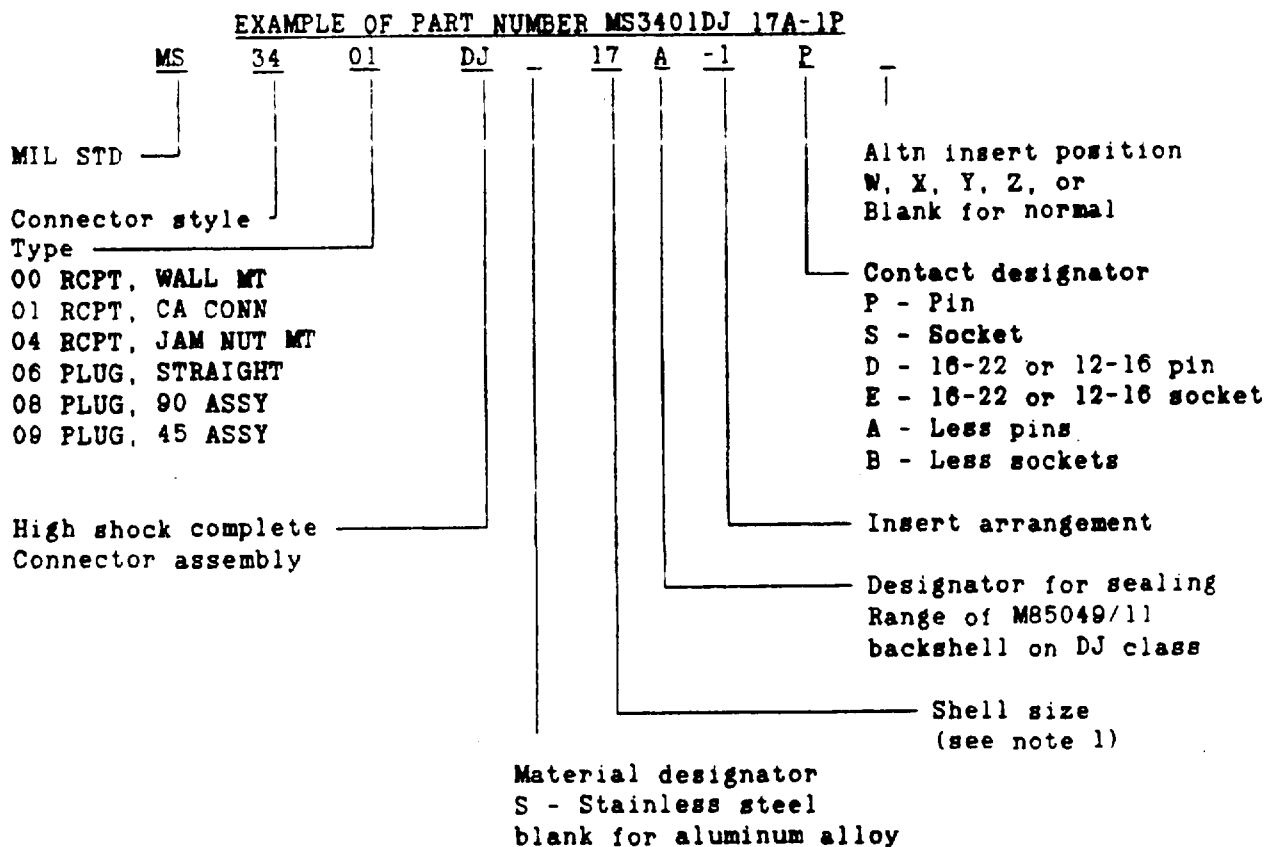 EXAMPLE OF PART NUMBER MS3401DJ 17A-1P
MS 34 01 DJ _ 17 A -1 P _
MIL STD
Connector style
Type
00 RCPT, WALL MT
01 RCPT, CA CONN
04 RCPT, JAM NUT MT
06 PLUG, STRAIGHT
08 PLUG, 90 ASSY
09 PLUG, 45 ASSY
High shock complete
Connector assembly
Altn insert position
W, X, Y, Z, or
Blank for normal
Contact designator
P - Pin
S - Socket
D - 16-22 or 12-16 pin
E - 16-22 or 12-16 socket
A - Less pins
B - Less sockets
Insert arrangement
Designator for sealing
Range of M85049/11
backshell on DJ class
Shell size
(see note 1)
Material designator
S - Stainless steel
blank for aluminum alloy